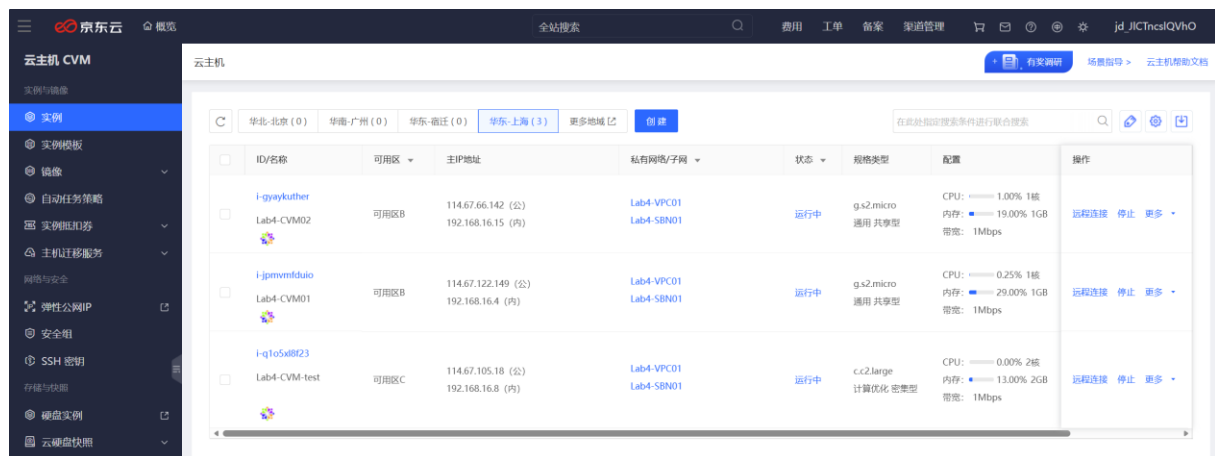 京东云 概览 全站搜索 费用 工单 备案 渠道管理 jd_JlCTncslQVhO
云主机 CVM
云主机 有奖调研 场景指导 > 云主机帮助文档
实例与镜像
实例
实例模板
镜像
自动任务策略
实例抵扣券
主机迁移服务
网络与安全
弹性公网IP
安全组
SSH 密钥
存储与快照
硬盘实例
云硬盘快照
华北-北京 ( 0 ) 华南-广州 ( 0 ) 华东-宿迁 ( 0 ) 华东-上海 ( 3 ) 更多地域 创 建 在此处指定搜索条件进行联合搜索
ID/名称 可用区 主IP地址 私有网络/子网 状态 规格类型 配置 操作
i-gyaykuther
Lab4-CVM02
可用区B
114.67.66.142 (公)
192.168.16.15 (内)
Lab4-VPC01
Lab4-SBN01
运行中
g.s2.micro
通用 共享型
CPU: 1.00% 1核
内存: 19.00% 1GB
带宽: 1Mbps
远程连接 停止 更多
i-jpmvmfduio
Lab4-CVM01
可用区B
114.67.122.149 (公)
192.168.16.4 (内)
Lab4-VPC01
Lab4-SBN01
运行中
g.s2.micro
通用 共享型
CPU: 0.25% 1核
内存: 29.00% 1GB
带宽: 1Mbps
远程连接 停止 更多
i-q1o5xl8f23
Lab4-CVM-test
可用区C
114.67.105.18 (公)
192.168.16.8 (内)
Lab4-VPC01
Lab4-SBN01
运行中
c.c2.large
计算优化 密集型
CPU: 0.00% 2核
内存: 13.00% 2GB
带宽: 1Mbps
远程连接 停止 更多